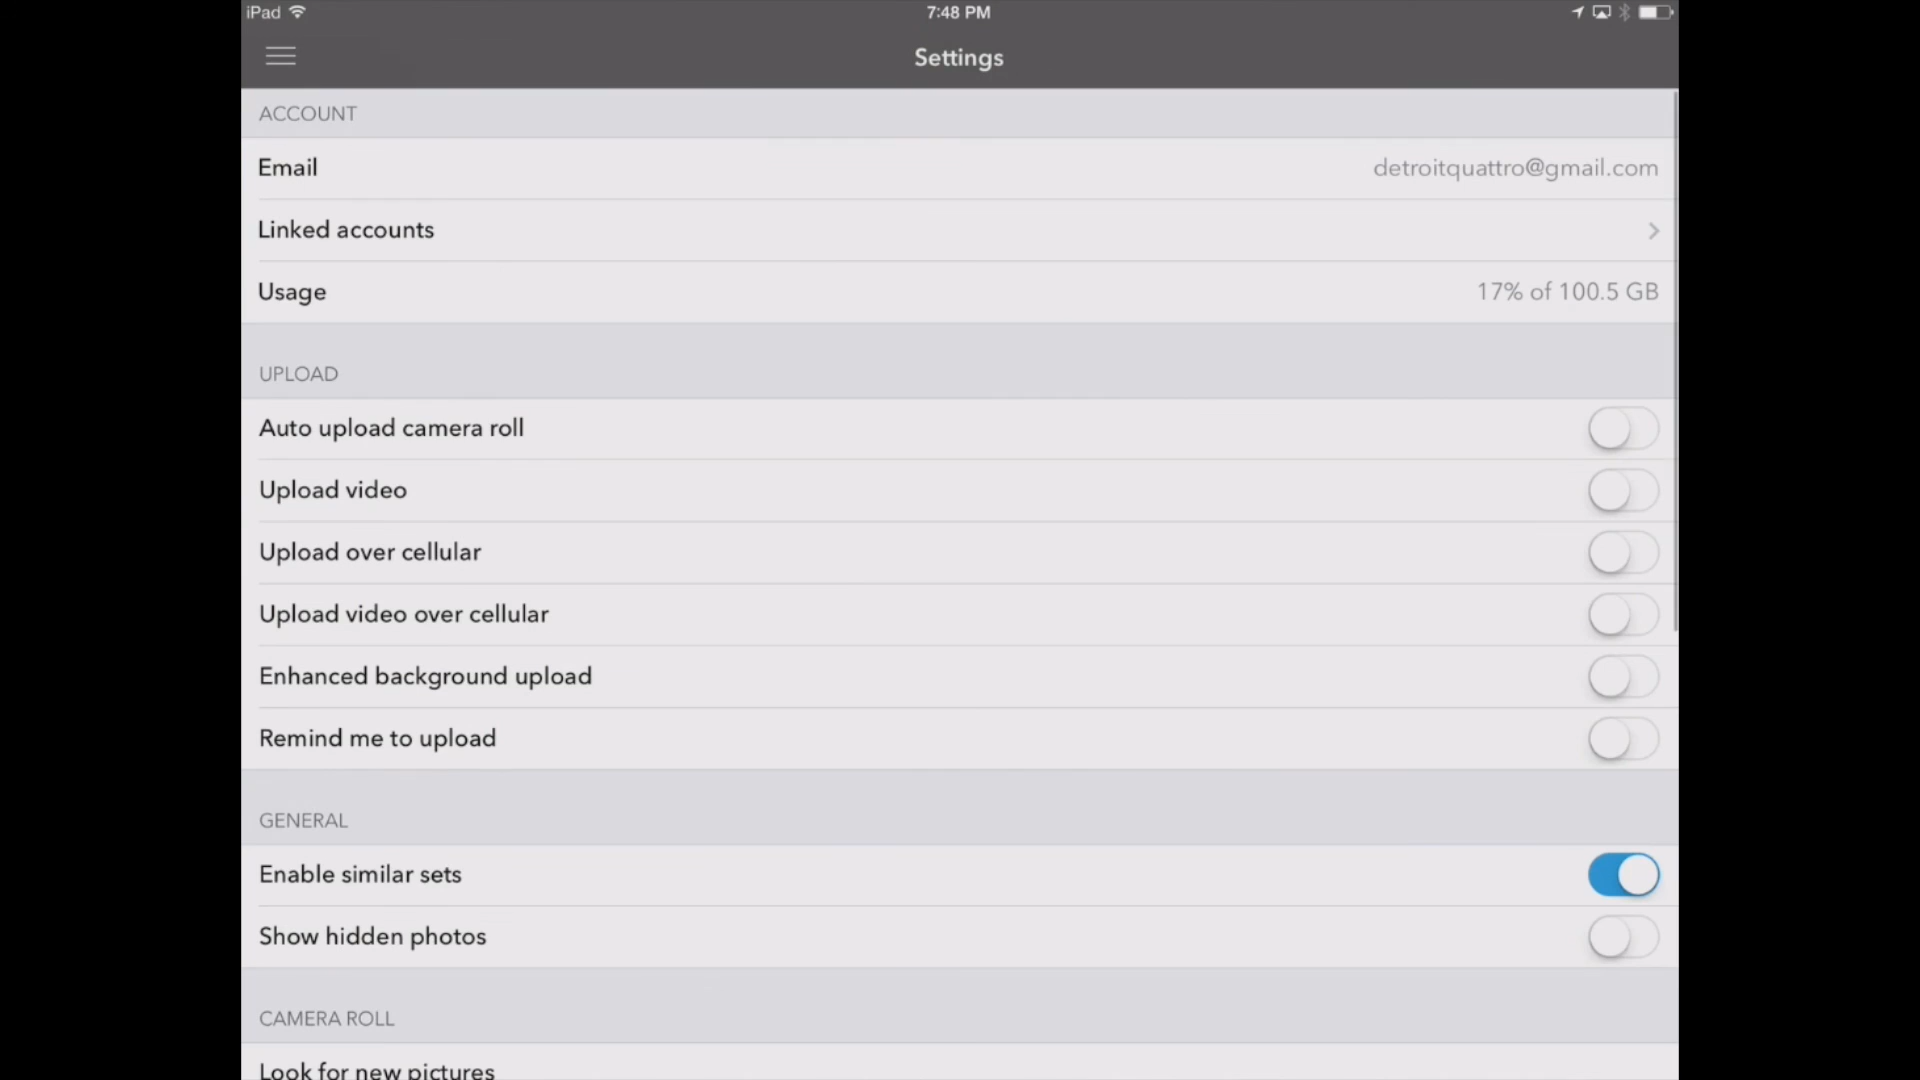 iPad
7:48 PM
Settings
ACCOUNT
Email
detroitquattro@gmail.com
Linked accounts
Usage
17% of 100.5 GB
UPLOAD
Auto upload camera roll
Upload video
Upload over cellular
Upload video over cellular
Enhanced background upload
Remind me to upload
GENERAL
Enable similar sets
Show hidden photos
CAMERA ROLL
Look for new pictures